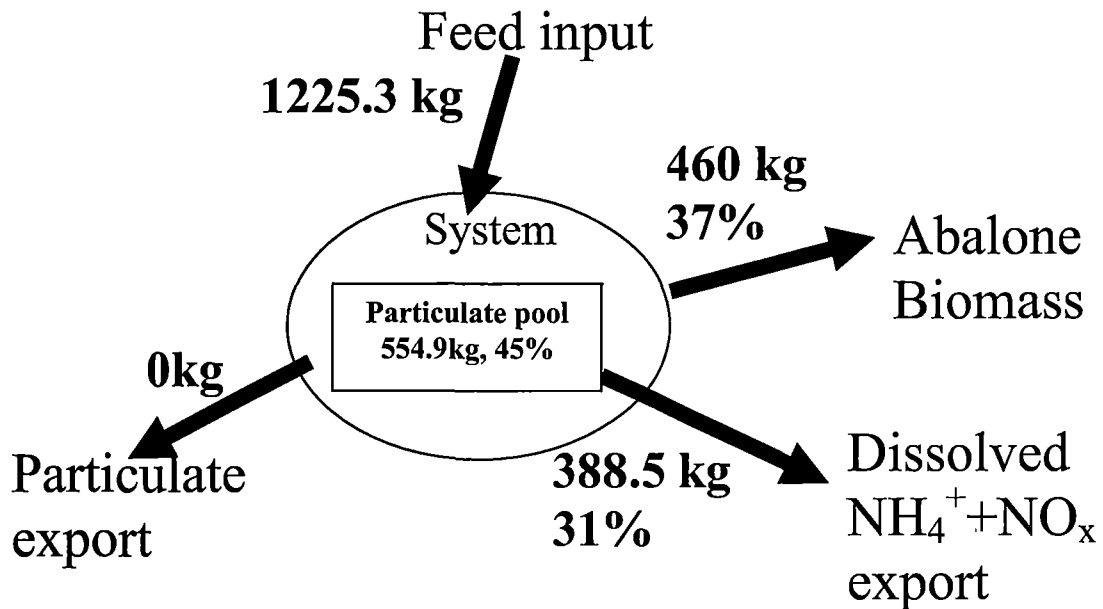 Feed input
1225.3 kg
460 kg
37%
System
Abalone
Biomass
Particulate pool
554.9kg, 45%
0kg
Particulate
export
388.5 kg
31%
Dissolved
NH₄⁺+NOₓ
export